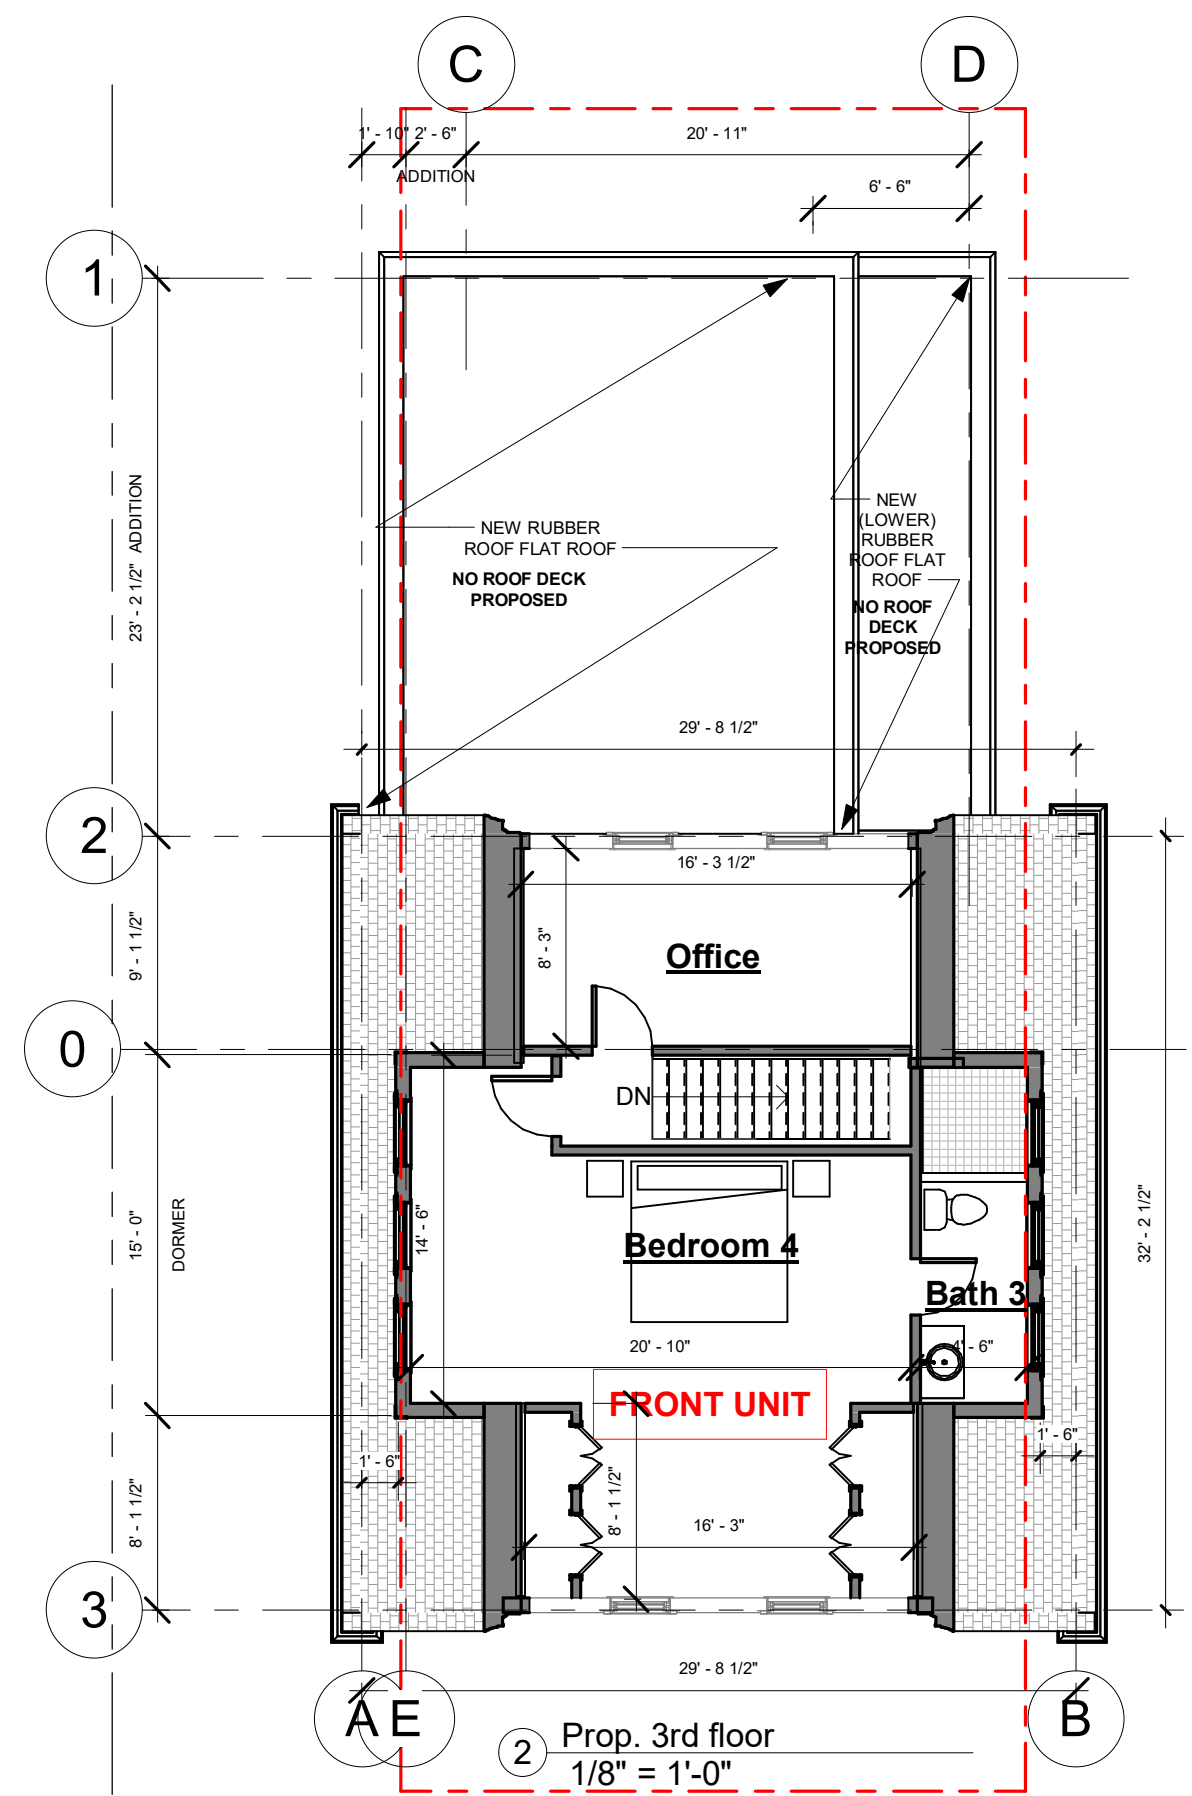 C
D
1' - 10"
2' - 6"
20' - 11"
ADDITION
6' - 6"
1
23' - 2 1/2" ADDITION
NEW RUBBER
ROOF FLAT ROOF
NO ROOF DECK
PROPOSED
NEW
(LOWER)
RUBBER
ROOF FLAT
ROOF
NO ROOF
DECK
PROPOSED
29' - 8 1/2"
2
16' - 3 1/2"
9' - 1 1/2"
8' - 3"
Office
0
DN
15' - 0"
DORMER
14' - 6"
32' - 2 1/2"
Bedroom 4
Bath 3
20' - 10"
4' - 6"
FRONT UNIT
1' - 6"
1' - 6"
8' - 1 1/2"
8' - 1 1/2"
16' - 3"
3
29' - 8 1/2"
A
E
B
2
Prop. 3rd floor
1/8" = 1'-0"